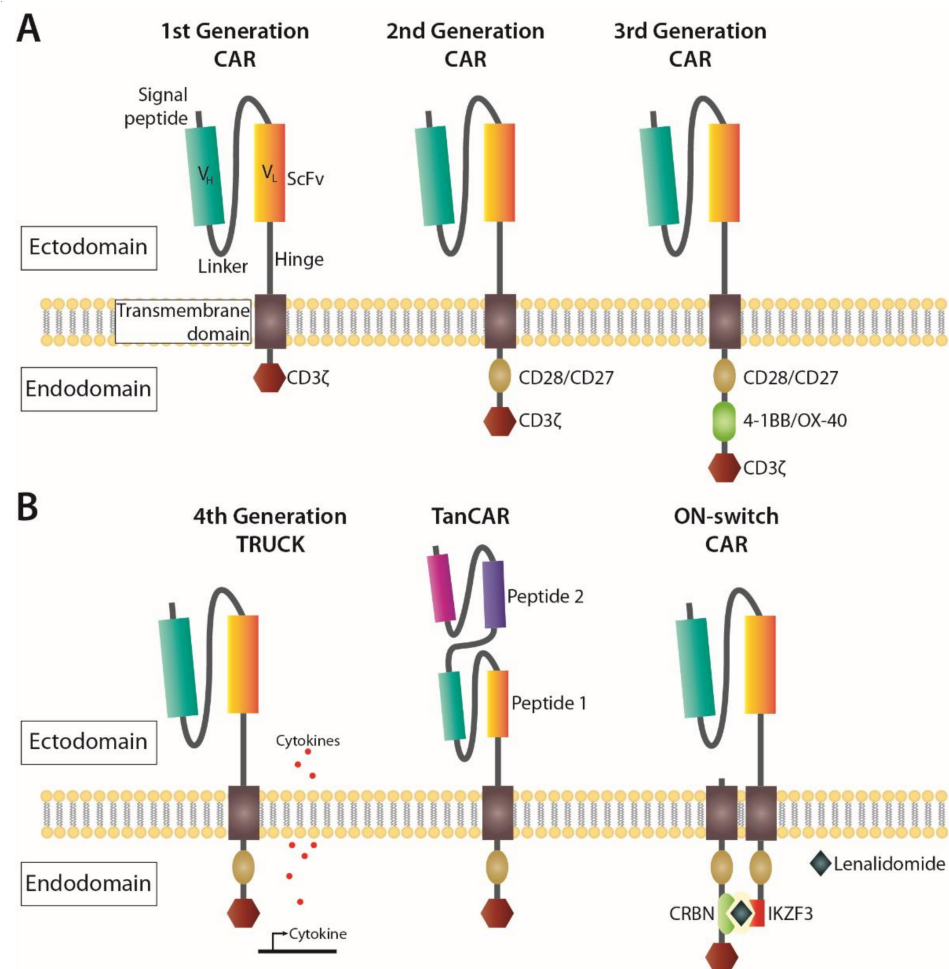 A
1st Generation
CAR
2nd Generation
CAR
3rd Generation
CAR
Signal
peptide
V_H
V_L
ScFv
Ectodomain
Linker
Hinge
Transmembrane
domain
Endodomain
CD3ζ
CD28/CD27
CD3ζ
CD28/CD27
4-1BB/OX-40
CD3ζ
B
4th Generation
TRUCK
TanCAR
ON-switch
CAR
Peptide 2
Peptide 1
Ectodomain
Cytokines
Endodomain
Lenalidomide
CRBN
IKZF3
Cytokine